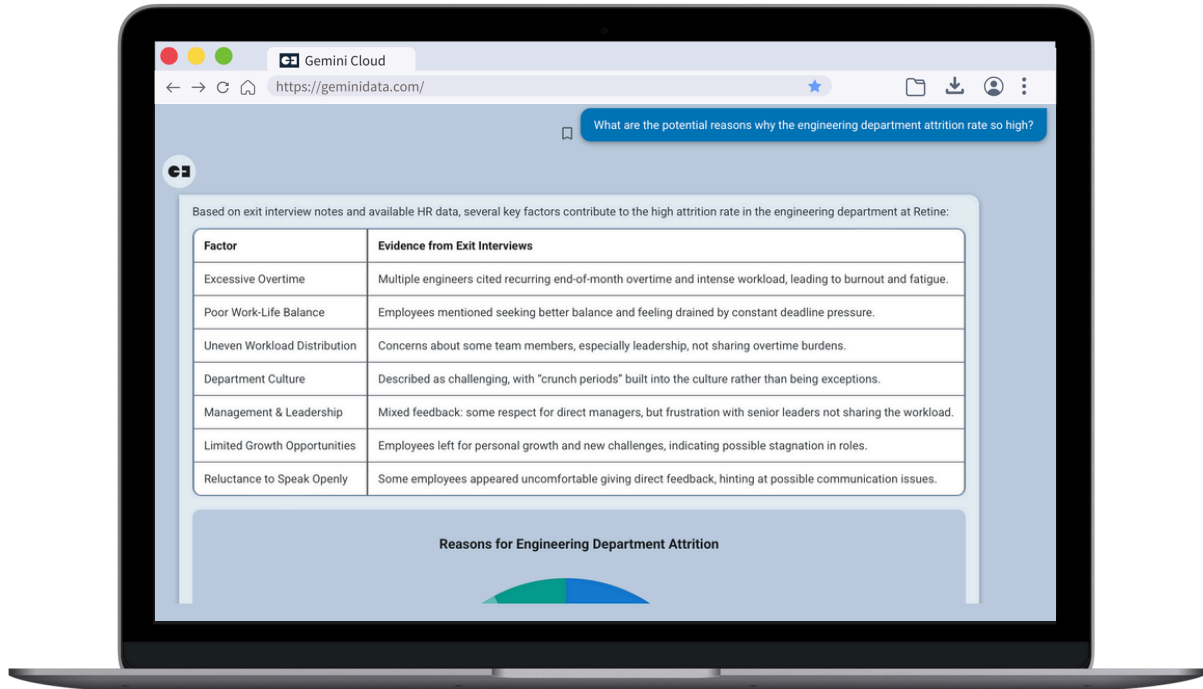 Gemini Cloud
https://geminidata.com/
What are the potential reasons why the engineering department attrition rate so high?
Based on exit interview notes and available HR data, several key factors contribute to the high attrition rate in the engineering department at Retine:
Factor Evidence from Exit Interviews
Excessive Overtime Multiple engineers cited recurring end-of-month overtime and intense workload, leading to burnout and fatigue.
Poor Work-Life Balance Employees mentioned seeking better balance and feeling drained by constant deadline pressure.
Uneven Workload Distribution Concerns about some team members, especially leadership, not sharing overtime burdens.
Department Culture Described as challenging, with “crunch periods” built into the culture rather than being exceptions.
Management & Leadership Mixed feedback: some respect for direct managers, but frustration with senior leaders not sharing the workload.
Limited Growth Opportunities Employees left for personal growth and new challenges, indicating possible stagnation in roles.
Reluctance to Speak Openly Some employees appeared uncomfortable giving direct feedback, hinting at possible communication issues.
Reasons for Engineering Department Attrition